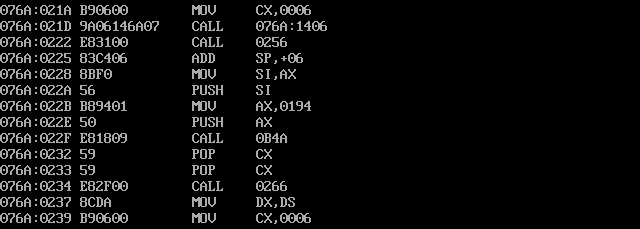 076A:021A B90600 MOV CX,0006
076A:021D 9A06146A07 CALL 076A:1406
076A:0222 E83100 CALL 0256
076A:0225 83C406 ADD SP,+06
076A:0228 8BF0 MOV SI,AX
076A:022A 56 PUSH SI
076A:022B B89401 MOV AX,0194
076A:022E 50 PUSH AX
076A:022F E81809 CALL 0B4A
076A:0232 59 POP CX
076A:0233 59 POP CX
076A:0234 E82F00 CALL 0266
076A:0237 8CDA MOV DX,DS
076A:0239 B90600 MOV CX,0006